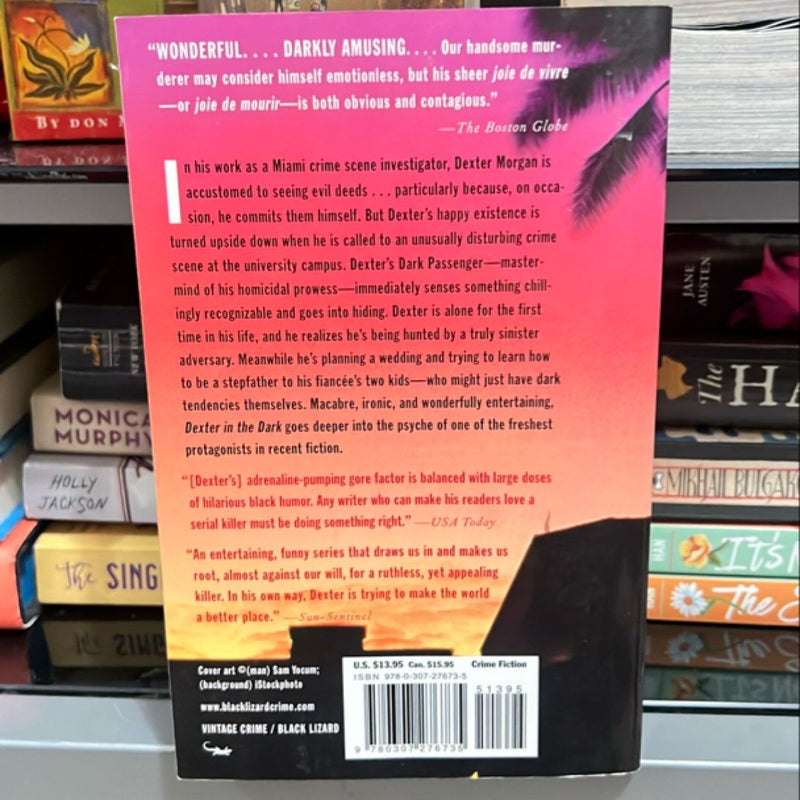 “WONDERFUL. . . . DARKLY AMUSING. . . . Our handsome mur-
derer may consider himself emotionless, but his sheer joie de vivre
—or joie de mourir—is both obvious and contagious.”
—The Boston Globe
In his work as a Miami crime scene investigator, Dexter Morgan is
accustomed to seeing evil deeds . . . particularly because, on occa-
sion, he commits them himself. But Dexter’s happy existence is
turned upside down when he is called to an unusually disturbing crime
scene at the university campus. Dexter’s Dark Passenger—master-
mind of his homicidal prowess—immediately senses something chill-
ingly recognizable and goes into hiding. Dexter is alone for the first
time in his life, and he realizes he’s being hunted by a truly sinister
adversary. Meanwhile he’s planning a wedding and trying to learn how
to be a stepfather to his fiancée’s two kids—who might just have dark
tendencies themselves. Macabre, ironic, and wonderfully entertaining,
Dexter in the Dark goes deeper into the psyche of one of the freshest
protagonists in recent fiction.
“[Dexter’s] adrenaline-pumping gore factor is balanced with large doses
of hilarious black humor. Any writer who can make his readers love a
serial killer must be doing something right.” —USA Today
“An entertaining, funny series that draws us in and makes us
root, almost against our will, for a ruthless, yet appealing
killer. In his own way, Dexter is trying to make the world
a better place.” —Sun-Sentinel
Cover art ©(man) Sam Yocum;
(background) iStockphoto
www.blacklizardcrime.com
VINTAGE CRIME / BLACK LIZARD
U.S. $13.95 Can. $15.95 Crime Fiction
ISBN 978-0-307-27673-5
51395
9 780307 276735
BY DON
MONICA
MURPHY
HOLLY
JACKSON
The SING
NEW YORK
JANE
AUSTEN
The HA
MIKHAIL BULGAK
It's
The